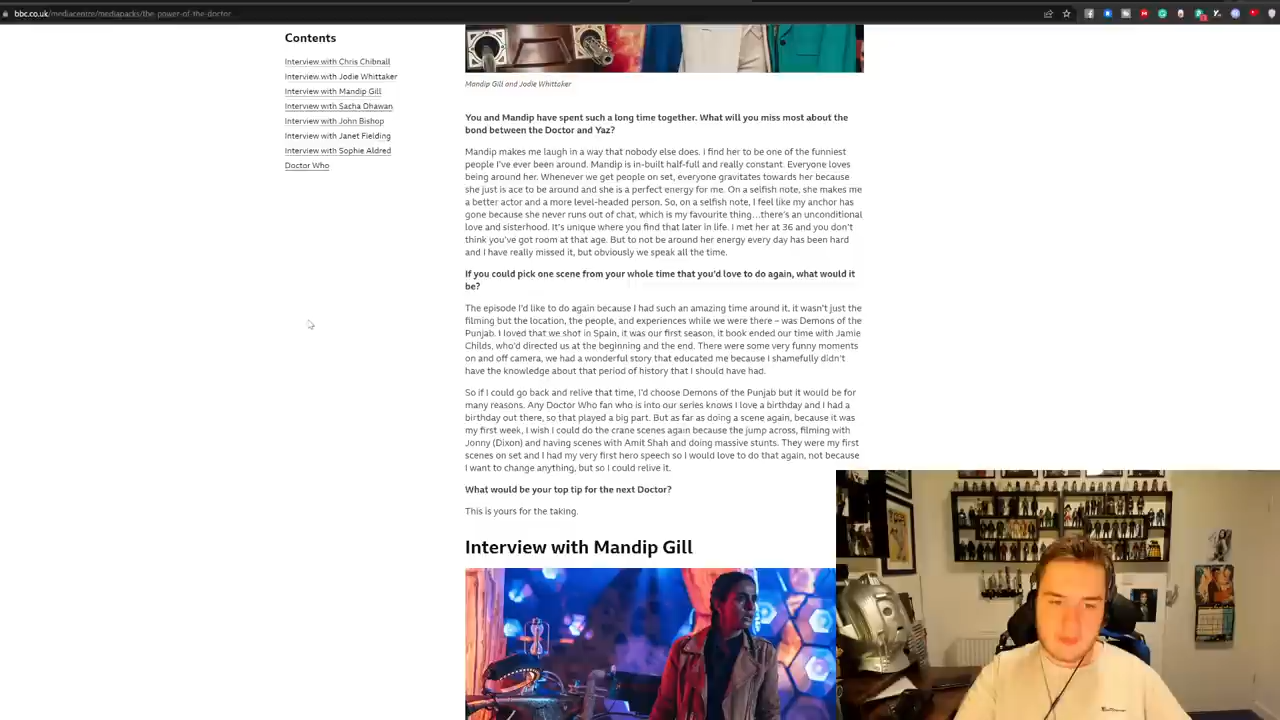 bbc.co.uk/mediacentre/mediapacks/the-power-of-the-doctor
Contents
Interview with Chris Chibnall
Interview with Jodie Whittaker
Interview with Mandip Gill
Interview with Sacha Dhawan
Interview with John Bishop
Interview with Janet Fielding
Interview with Sophie Aldred
Doctor Who
Mandip Gill and Jodie Whittaker
You and Mandip have spent such a long time together. What will you miss most about the
bond between the Doctor and Yaz?
Mandip makes me laugh in a way that nobody else does. I find her to be one of the funniest
people I've ever been around. Mandip is in-built half-full and really constant. Everyone loves
being around her. Whenever we get people on set, everyone gravitates towards her because
she just is ace to be around and she is a perfect energy for me. On a selfish note, she makes me
a better actor and a more level-headed person. So, on a selfish note, I feel like my anchor has
gone because she never runs out of chat, which is my favourite thing…there's an unconditional
love and sisterhood. It's unique where you find that later in life. I met her at 36 and you don't
think you've got room at that age. But to not be around her energy every day has been hard
and I have really missed it, but obviously we speak all the time.
If you could pick one scene from your whole time that you'd love to do again, what would it
be?
The episode I'd like to do again because I had such an amazing time around it, it wasn't just the
filming but the location, the people, and experiences while we were there – was Demons of the
Punjab. I loved that we shot in Spain, it was our first season, it book ended our time with Jamie
Childs, who'd directed us at the beginning and the end. There were some very funny moments
on and off camera, we had a wonderful story that educated me because I shamefully didn't
have the knowledge about that period of history that I should have had.
So if I could go back and relive that time, I'd choose Demons of the Punjab but it would be for
many reasons. Any Doctor Who fan who is into our series knows I love a birthday and I had a
birthday out there, so that played a big part. But as far as doing a scene again, because it was
my first week, I wish I could do the crane scenes again because the jump across, filming with
Jonny (Dixon) and having scenes with Amit Shah and doing massive stunts. They were my first
scenes on set and I had my very first hero speech so I would love to do that again, not because
I want to change anything, but so I could relive it.
What would be your top tip for the next Doctor?
This is yours for the taking.
Interview with Mandip Gill